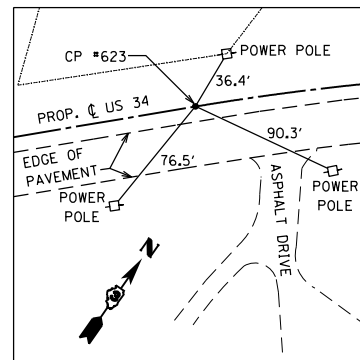 POWER POLE
CP #623
36.4'
PROP. ℄ US 34
90.3'
EDGE OF
PAVEMENT
76.5'
POWER
POLE
POWER
POLE
ASPHALT DRIVE
N